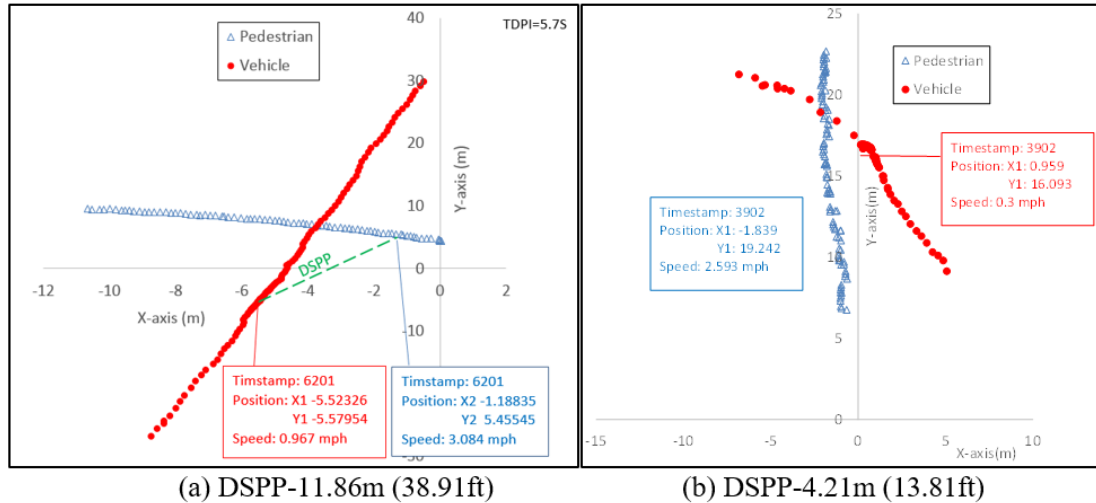 40
TDPI=5.7S
Pedestrian
Vehicle
30
20
Y-axis (m)
10
DSPP
0
-12
-10
-8
-6
-4
-2
0
2
X-axis (m)
-10
Timstamp: 6201
Position: X1 -5.52326
Y1 -5.57954
Speed: 0.967 mph
Timstamp: 6201
Position: X2 -1.18835
Y2 5.45545
Speed: 3.084 mph
(a) DSPP-11.86m (38.91ft)
25
Pedestrian
Vehicle
20
Timestamp: 3902
Position: X1: 0.959
Y1: 16.093
Speed: 0.3 mph
15
Y-axis(m)
Timestamp: 3902
Position: X1: -1.839
Y1: 19.242
Speed: 2.593 mph
10
5
0
-15
-10
-5
0
5
10
X-axis(m)
(b) DSPP-4.21m (13.81ft)